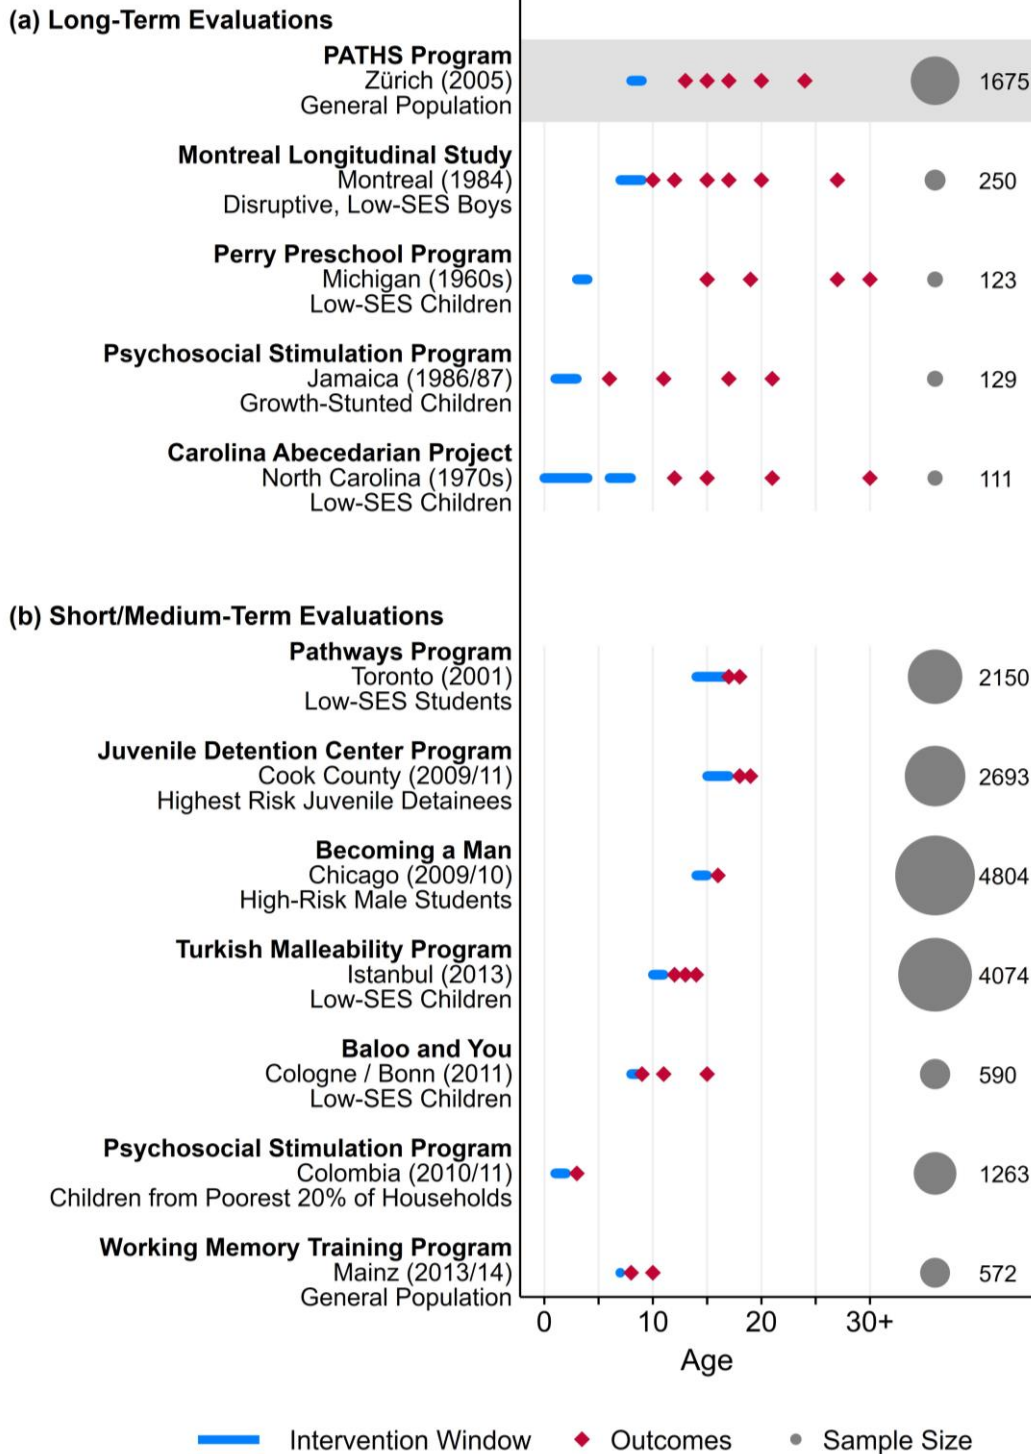 (a) Long-Term Evaluations
PATHS Program
Zürich (2005)
General Population
1675
Montreal Longitudinal Study
Montreal (1984)
Disruptive, Low-SES Boys
250
Perry Preschool Program
Michigan (1960s)
Low-SES Children
123
Psychosocial Stimulation Program
Jamaica (1986/87)
Growth-Stunted Children
129
Carolina Abecedarian Project
North Carolina (1970s)
Low-SES Children
111
(b) Short/Medium-Term Evaluations
Pathways Program
Toronto (2001)
Low-SES Students
2150
Juvenile Detention Center Program
Cook County (2009/11)
Highest Risk Juvenile Detainees
2693
Becoming a Man
Chicago (2009/10)
High-Risk Male Students
4804
Turkish Malleability Program
Istanbul (2013)
Low-SES Children
4074
Baloo and You
Cologne / Bonn (2011)
Low-SES Children
590
Psychosocial Stimulation Program
Colombia (2010/11)
Children from Poorest 20% of Households
1263
Working Memory Training Program
Mainz (2013/14)
General Population
572
0 10 20 30+
Age
Intervention Window Outcomes Sample Size